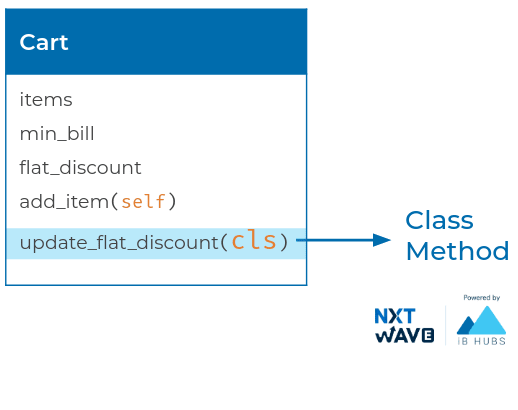 Cart
items
min_bill
flat_discount
add_item(self)
update_flat_discount(cls)
Class
Method
Powered by
NXT
WAVE
iB HUBS